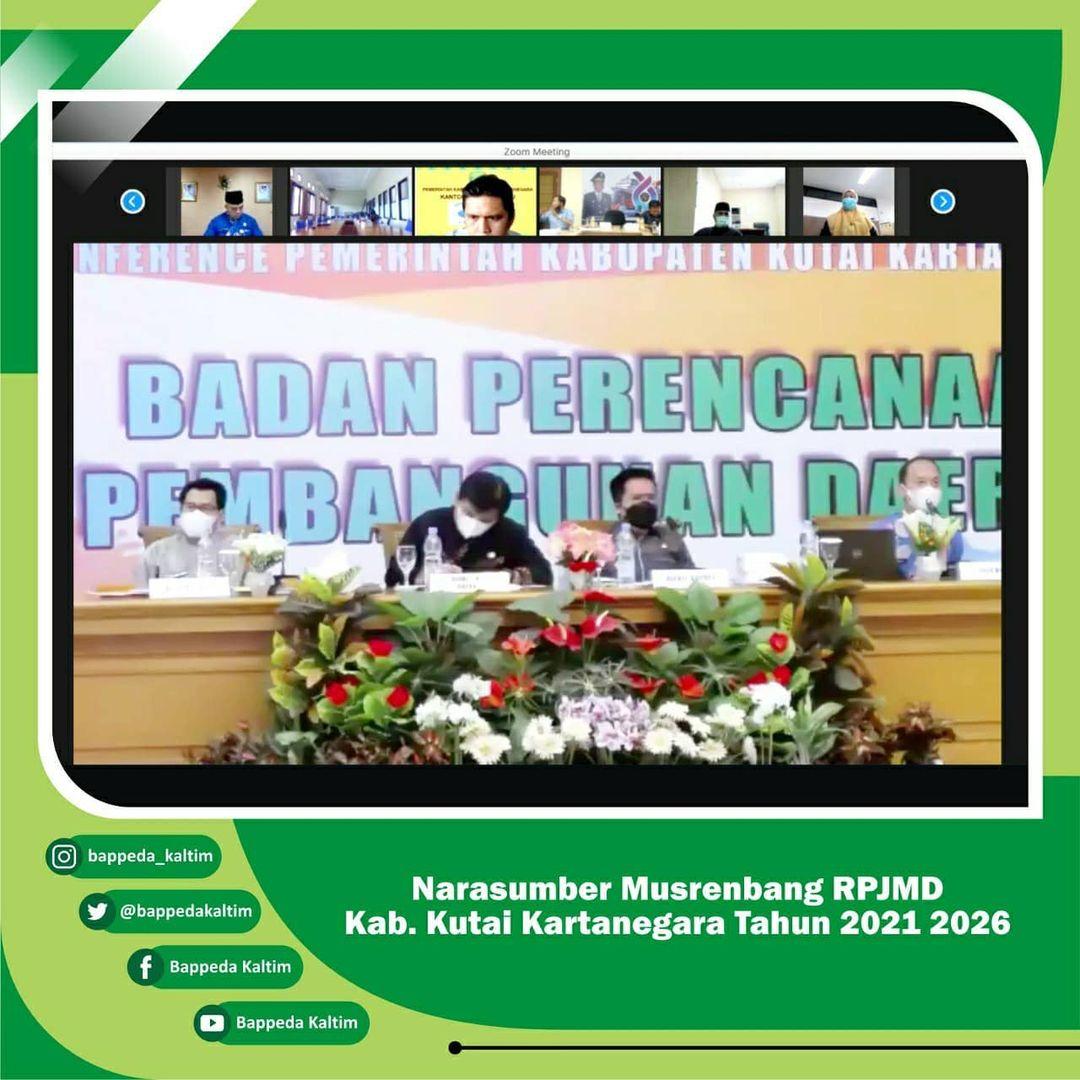 Zoom Meeting
NFERENCE PEMERINTAH KABUPATEN KUTAI KARTA
BADAN PERENCANAA
PEMBANGUNAN DAER
bappeda_kaltim
@bappedakaltim
Bappeda Kaltim
Bappeda Kaltim
Narasumber Musrenbang RPJMD
Kab. Kutai Kartanegara Tahun 2021 2026